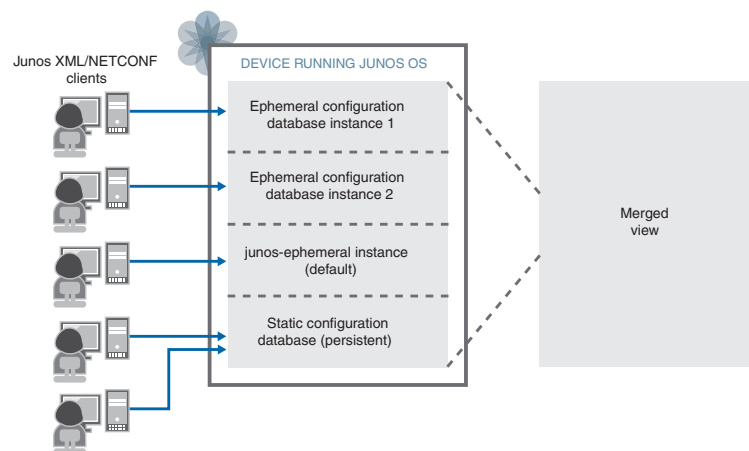 Junos XML/NETCONF
clients
DEVICE RUNNING JUNOS OS
Ephemeral configuration
database instance 1
Ephemeral configuration
database instance 2
junos-ephemeral instance
(default)
Static configuration
database (persistent)
Merged
view